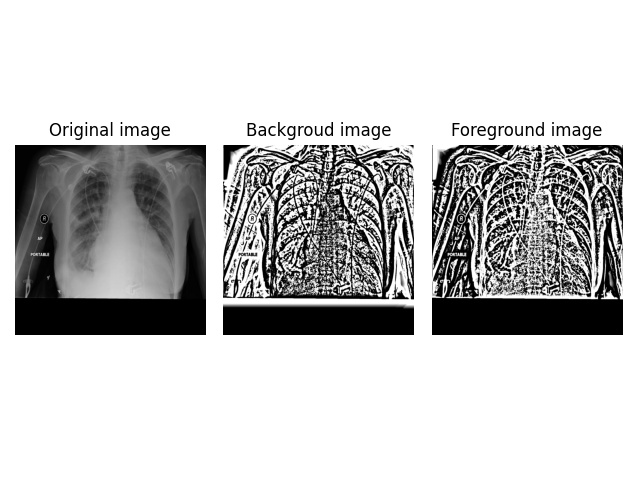 Original image
Backgroud image
Foreground image
R
AP
PORTABLE
R
PORTABLE
R
PORTABLE